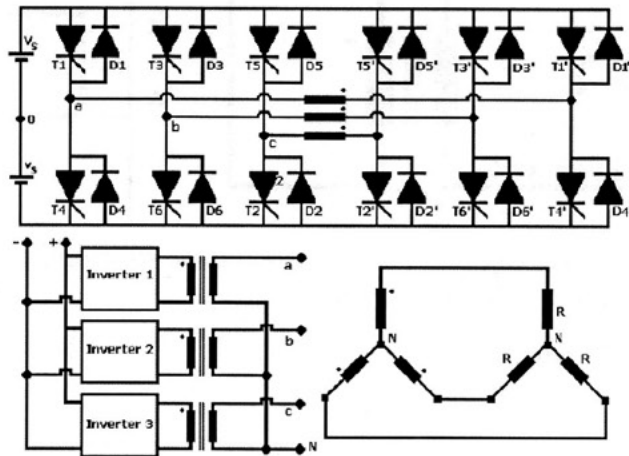 Vs
T1 D1 T3 D3 T5 D5 T5' D5' T3' D3' T1' D1'
a
0
b
c
Vs
2
T4 D4 T6 D6 T2 D2 T2' D2' T6' D6' T4' D4
- +
Inverter 1
a
Inverter 2
b
Inverter 3
c
N
R
N
N
R
R